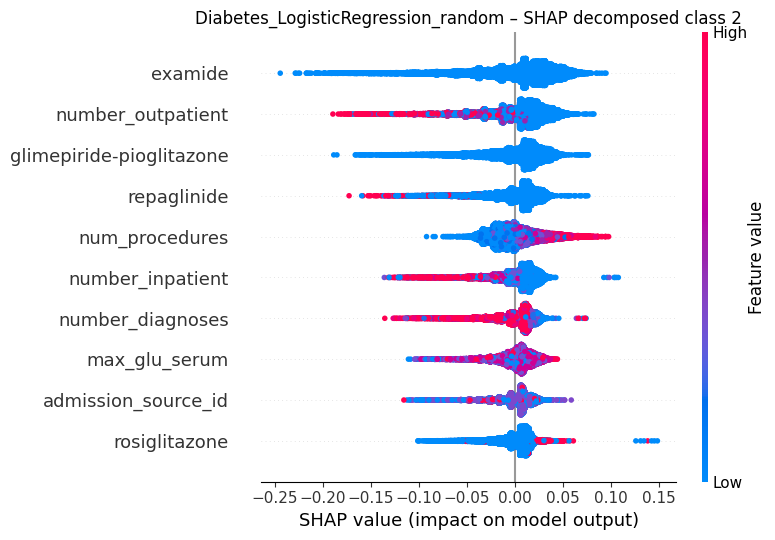 Diabetes_LogisticRegression_random – SHAP decomposed class 2
High
examide
number_outpatient
glimepiride-pioglitazone
repaglinide
num_procedures
number_inpatient
number_diagnoses
max_glu_serum
admission_source_id
rosiglitazone
Feature value
Low
−0.25 −0.20 −0.15 −0.10 −0.05 0.00 0.05 0.10 0.15
SHAP value (impact on model output)